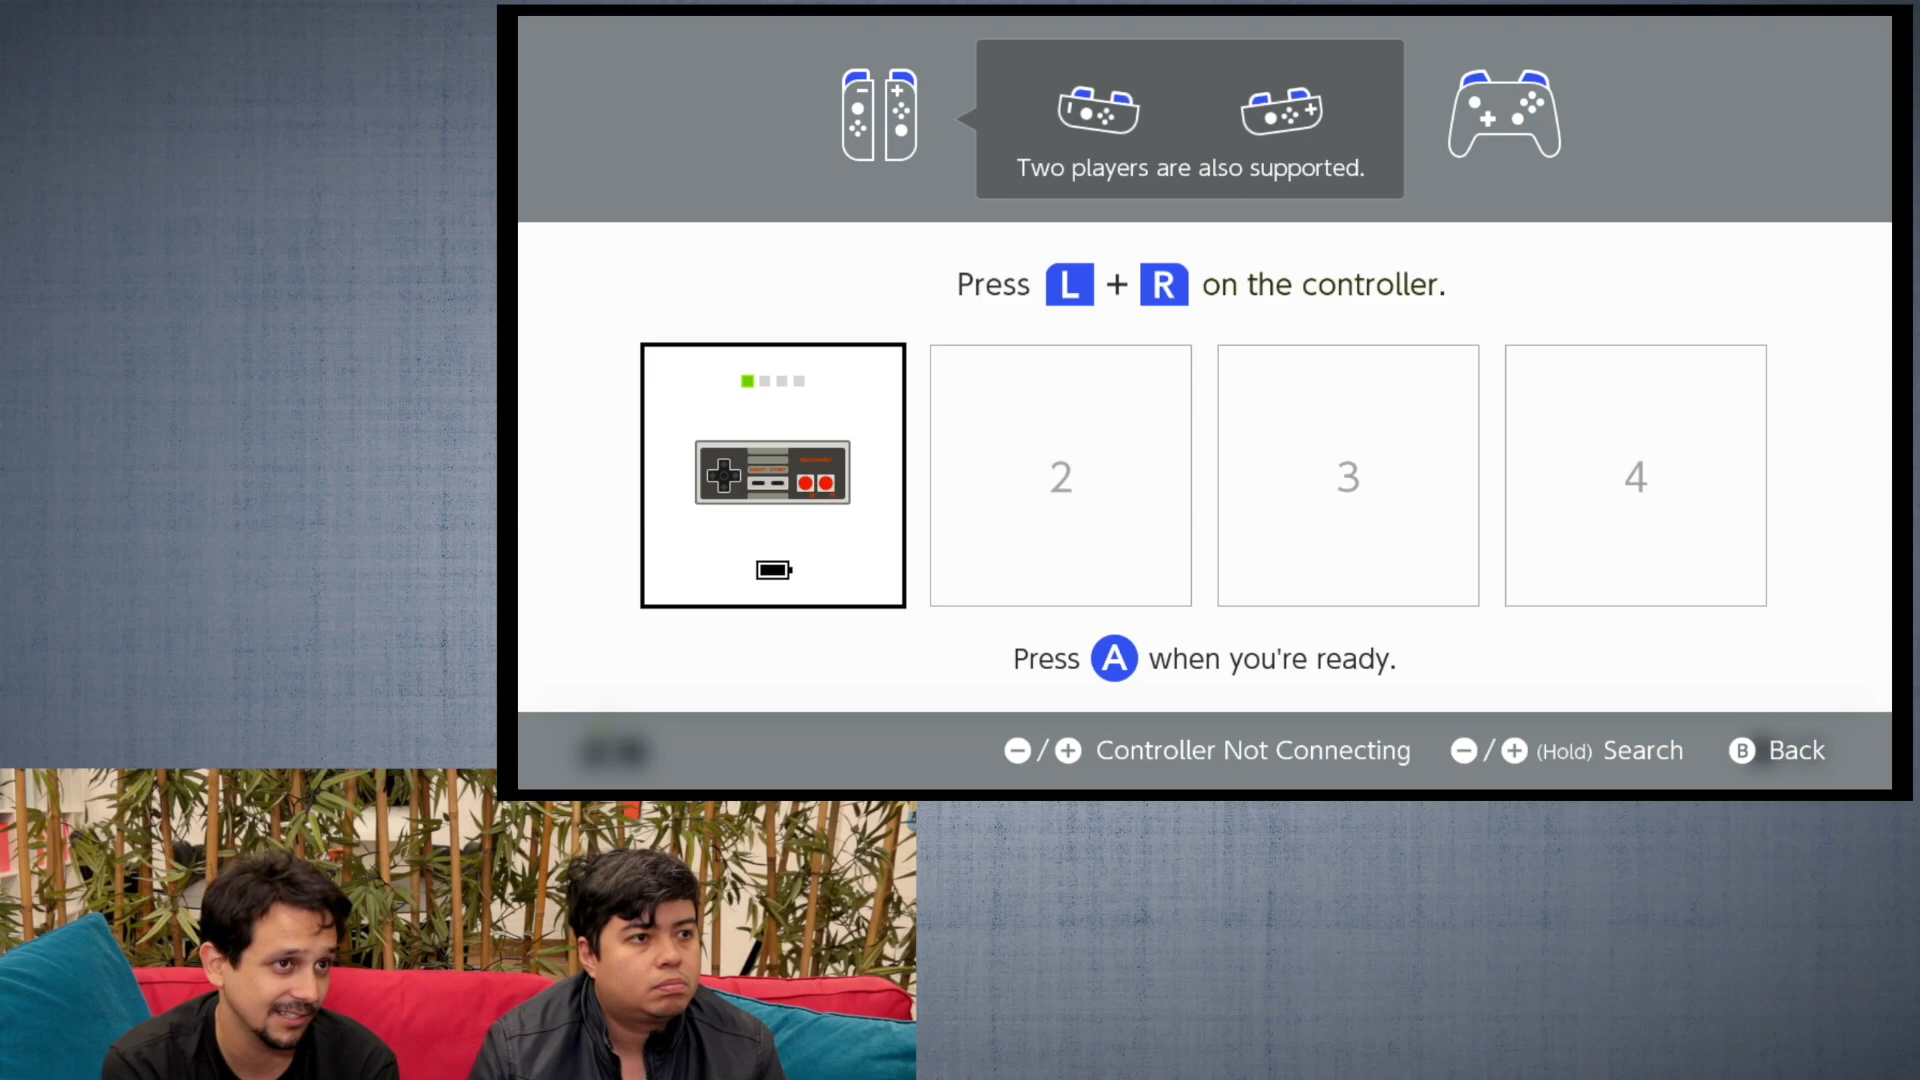 Two players are also supported.
Press L + R on the controller.
2
3
4
Press A when you're ready.
-/+ Controller Not Connecting -/+ (Hold) Search B Back